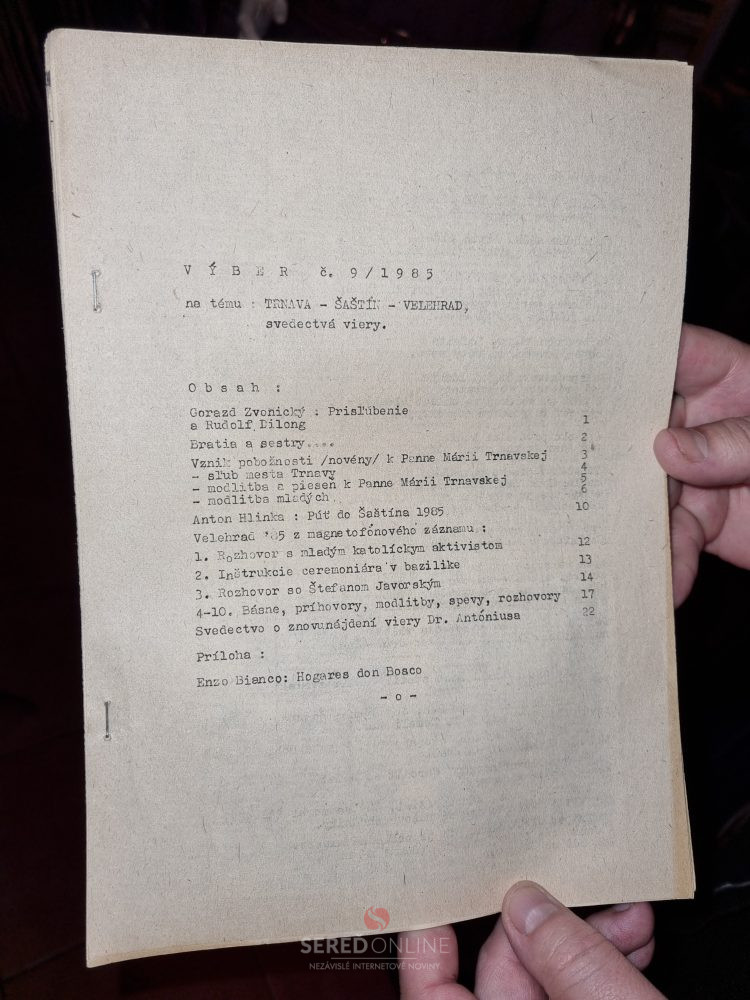 V Ý B E R č. 9/1985
na tému : TRNAVA - ŠAŠTÍN - VELEHRAD,
svedectvá viery.
O b s a h :
Gorazd Zvonický : Prisľúbenie
a Rudolf Dilong 1
Bratia a sestry.... 2
Vznik pobožnosti /novény/ k Panne Márii Trnavskej 3
- sľub mesta Trnavy 4
- modlitba a pieseň k Panne Márii Trnavskej 5
- modlitba mladých 6
Anton Hlinka : Púť do Šaštína 1985 10
Velehrad '85 z magnetofónového záznamu :
1. Rozhovor s mladým katolíckym aktivistom 12
2. Inštrukcie ceremoniára v bazilike 13
3. Rozhovor so Štefanom Javorským 14
4-10. Básne, príhovory, modlitby, spevy, rozhovory 17
Svedectvo o znovunájdení viery Dr. Antóniusa 22
Príloha :
Enzo Bianco: Hogares don Bosco
- o -
SEREĎONLINE
NEZÁVISLÉ INTERNETOVÉ NOVINY